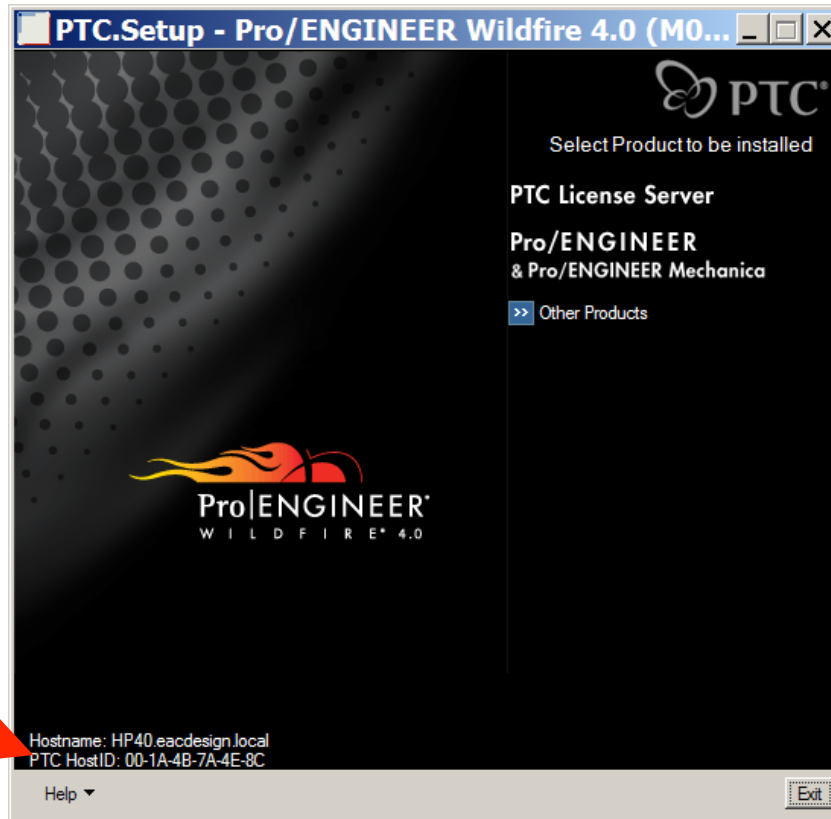 PTC.Setup - Pro/ENGINEER Wildfire 4.0 (M0...
PTC®
Select Product to be installed
PTC License Server
Pro/ENGINEER
& Pro/ENGINEER Mechanica
>> Other Products
Pro|ENGINEER®
WILDFIRE® 4.0
Hostname: HP40.eacdesign.local
PTC HostID: 00-1A-4B-7A-4E-8C
Help
Exit